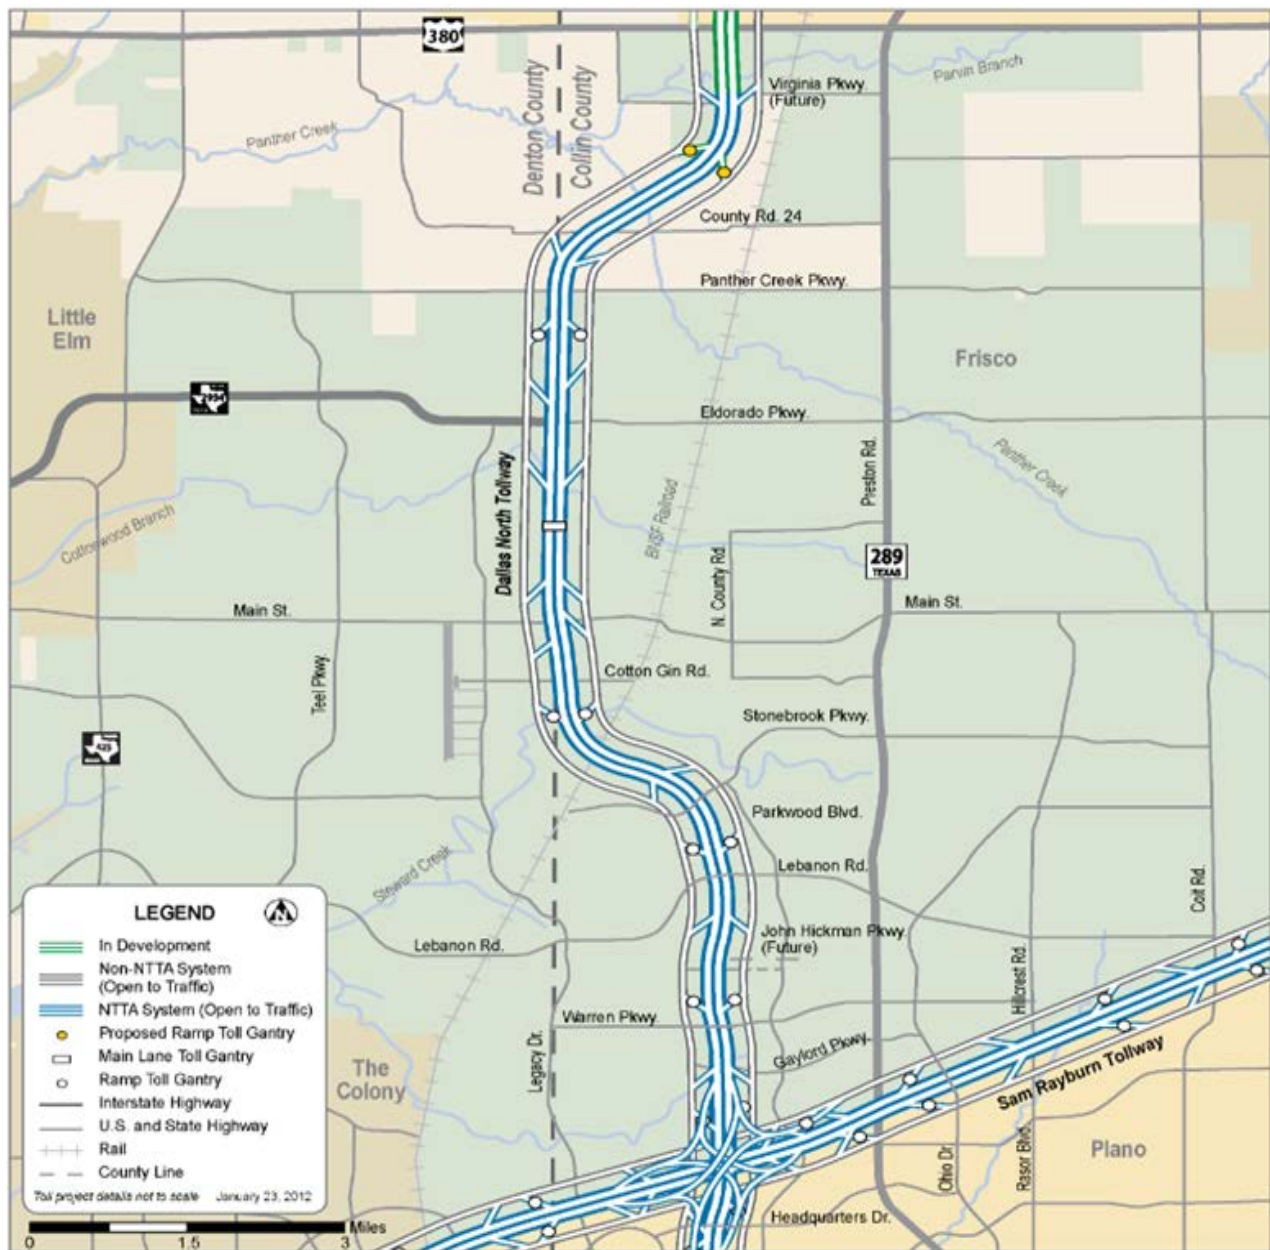 380
Denton County
Collin County
Virginia Pkwy.
(Future)
Parvin Branch
Panther Creek
County Rd. 24
Panther Creek Pkwy.
Little
Elm
Frisco
Eldorado Pkwy.
Preston Rd.
Panther Creek
Dallas North Tollway
BNSF Railroad
Cottonwood Branch
N. County Rd.
289
TEXAS
Main St.
Main St.
Teel Pkwy.
Cotton Gin Rd.
Stonebrook Pkwy.
Parkwood Blvd.
Lebanon Rd.
Steward Creek
Coit Rd.
John Hickman Pkwy.
(Future)
Lebanon Rd.
Hillcrest Rd.
Warren Pkwy.
Gaylord Pkwy.
Legacy Dr.
The
Colony
Sam Rayburn Tollway
Plano
Ohio Dr.
Rasor Blvd.
Headquarters Dr.
LEGEND
N
In Development
Non-NTTA System
(Open to Traffic)
NTTA System (Open to Traffic)
Proposed Ramp Toll Gantry
Main Lane Toll Gantry
Ramp Toll Gantry
Interstate Highway
U.S. and State Highway
Rail
County Line
Toll project details not to scale January 23, 2012
Miles
0 1.5 3